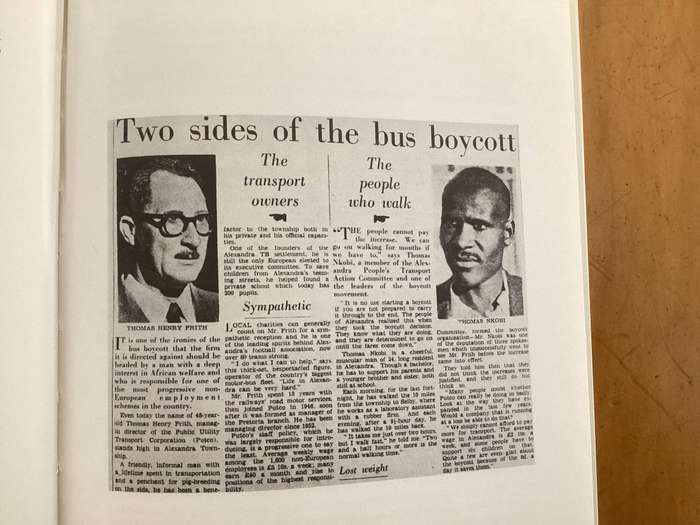 Two sides of the bus boycott
The
transport
owners
The
people
who walk
THOMAS HENRY FRITH
IT is one of the ironies of the
bus boycott that the firm
it is directed against should be
headed by a man with a deep
interest in African welfare and
who is responsible for one of
the most progressive non-
European employment
schemes in the country.
Even today the name of 48-year-
old Thomas Henry Frith, manag-
ing director of the Public Utility
Transport Corporation (Putco),
stands high in Alexandra Town-
ship.
A friendly, informal man with
a lifetime spent in transportation
and a penchant for pig-breeding
on the side, he has been a bene-
factor to the township both in
his private and his official capaci-
ties.
One of the founders of the
Alexandra TB settlement, he is
still the only European elected to
its executive committee. To save
children from Alexandra's teem-
ing streets, he helped found a
private school which today has
200 pupils.
Sympathetic
LOCAL charities can generally
count on Mr. Frith for a sym-
pathetic reception and he is one
of the leading spirits behind Alex-
andra's football association, now
over 60 teams strong.
"I do what I can to help," says
this thick-set, bespectacled figure,
operator of the country's biggest
motor-bus fleet. "Life in Alexan-
dra can be very hard."
Mr. Frith spent 18 years with
the railways' road motor services,
then joined Putco in 1946, soon
after it was formed as manager of
the Pretoria branch. He has been
managing director since 1952.
Putco's staff policy, which he
was largely responsible for intro-
ducing, is a progressive one to say
the least. Average weekly wage
among the 1,600 non-European
employees is £5 10s. a week; many
earn £40 a month and rise to
positions of the highest responsi-
bility.
"THE people cannot pay
the increase. We can
go on walking for months if
we have to," says Thomas
Nkobi, a member of the Alex-
andra People's Transport
Action Committee and one of
the leaders of the boycott
movement.
"It is no use starting a boycott
if you are not prepared to carry
it through to the end. The people
of Alexandra realised this when
they took the boycott decision.
They know what they are doing,
and they are determined to go on
until the fares come down."
Thomas Nkobi is a cheerful,
muscular man of 34, long resident
in Alexandra. Though a bachelor,
he has to support his parents and
a younger brother and sister, both
still at school.
Each morning, for the last fort-
night, he has walked the 10 miles
from the township to Selby, where
he works as a laboratory assistant
with a rubber firm. And each
evening, after a 9½-hour day, he
has walked the 10 miles back.
"It takes me just over two hours,
but I walk fast," he told me. "Two
and a half hours or more is the
normal walking time."
Lost weight
THOMAS NKOBI
Committee, formed the boycott
organisation—Mr. Nkobi was one
of the deputation of three spokes-
men which unsuccessfully went to
see Mr. Frith before the increase
came into effect.
They told him then that they
did not think the increases were
justified, and they still do not
think so.
"Many people doubt whether
Putco can really be doing so badly.
Look at the way they have ex-
panded in the last few years.
Would a company that is running
at a loss be able to do that?
"We simply cannot afford to pay
more for transport. The average
wage in Alexandra is £2 10s. a
week, and some people have to
support six children on that.
Quite a few are even glad about
the boycott because of the 8d. a
day it saves them."